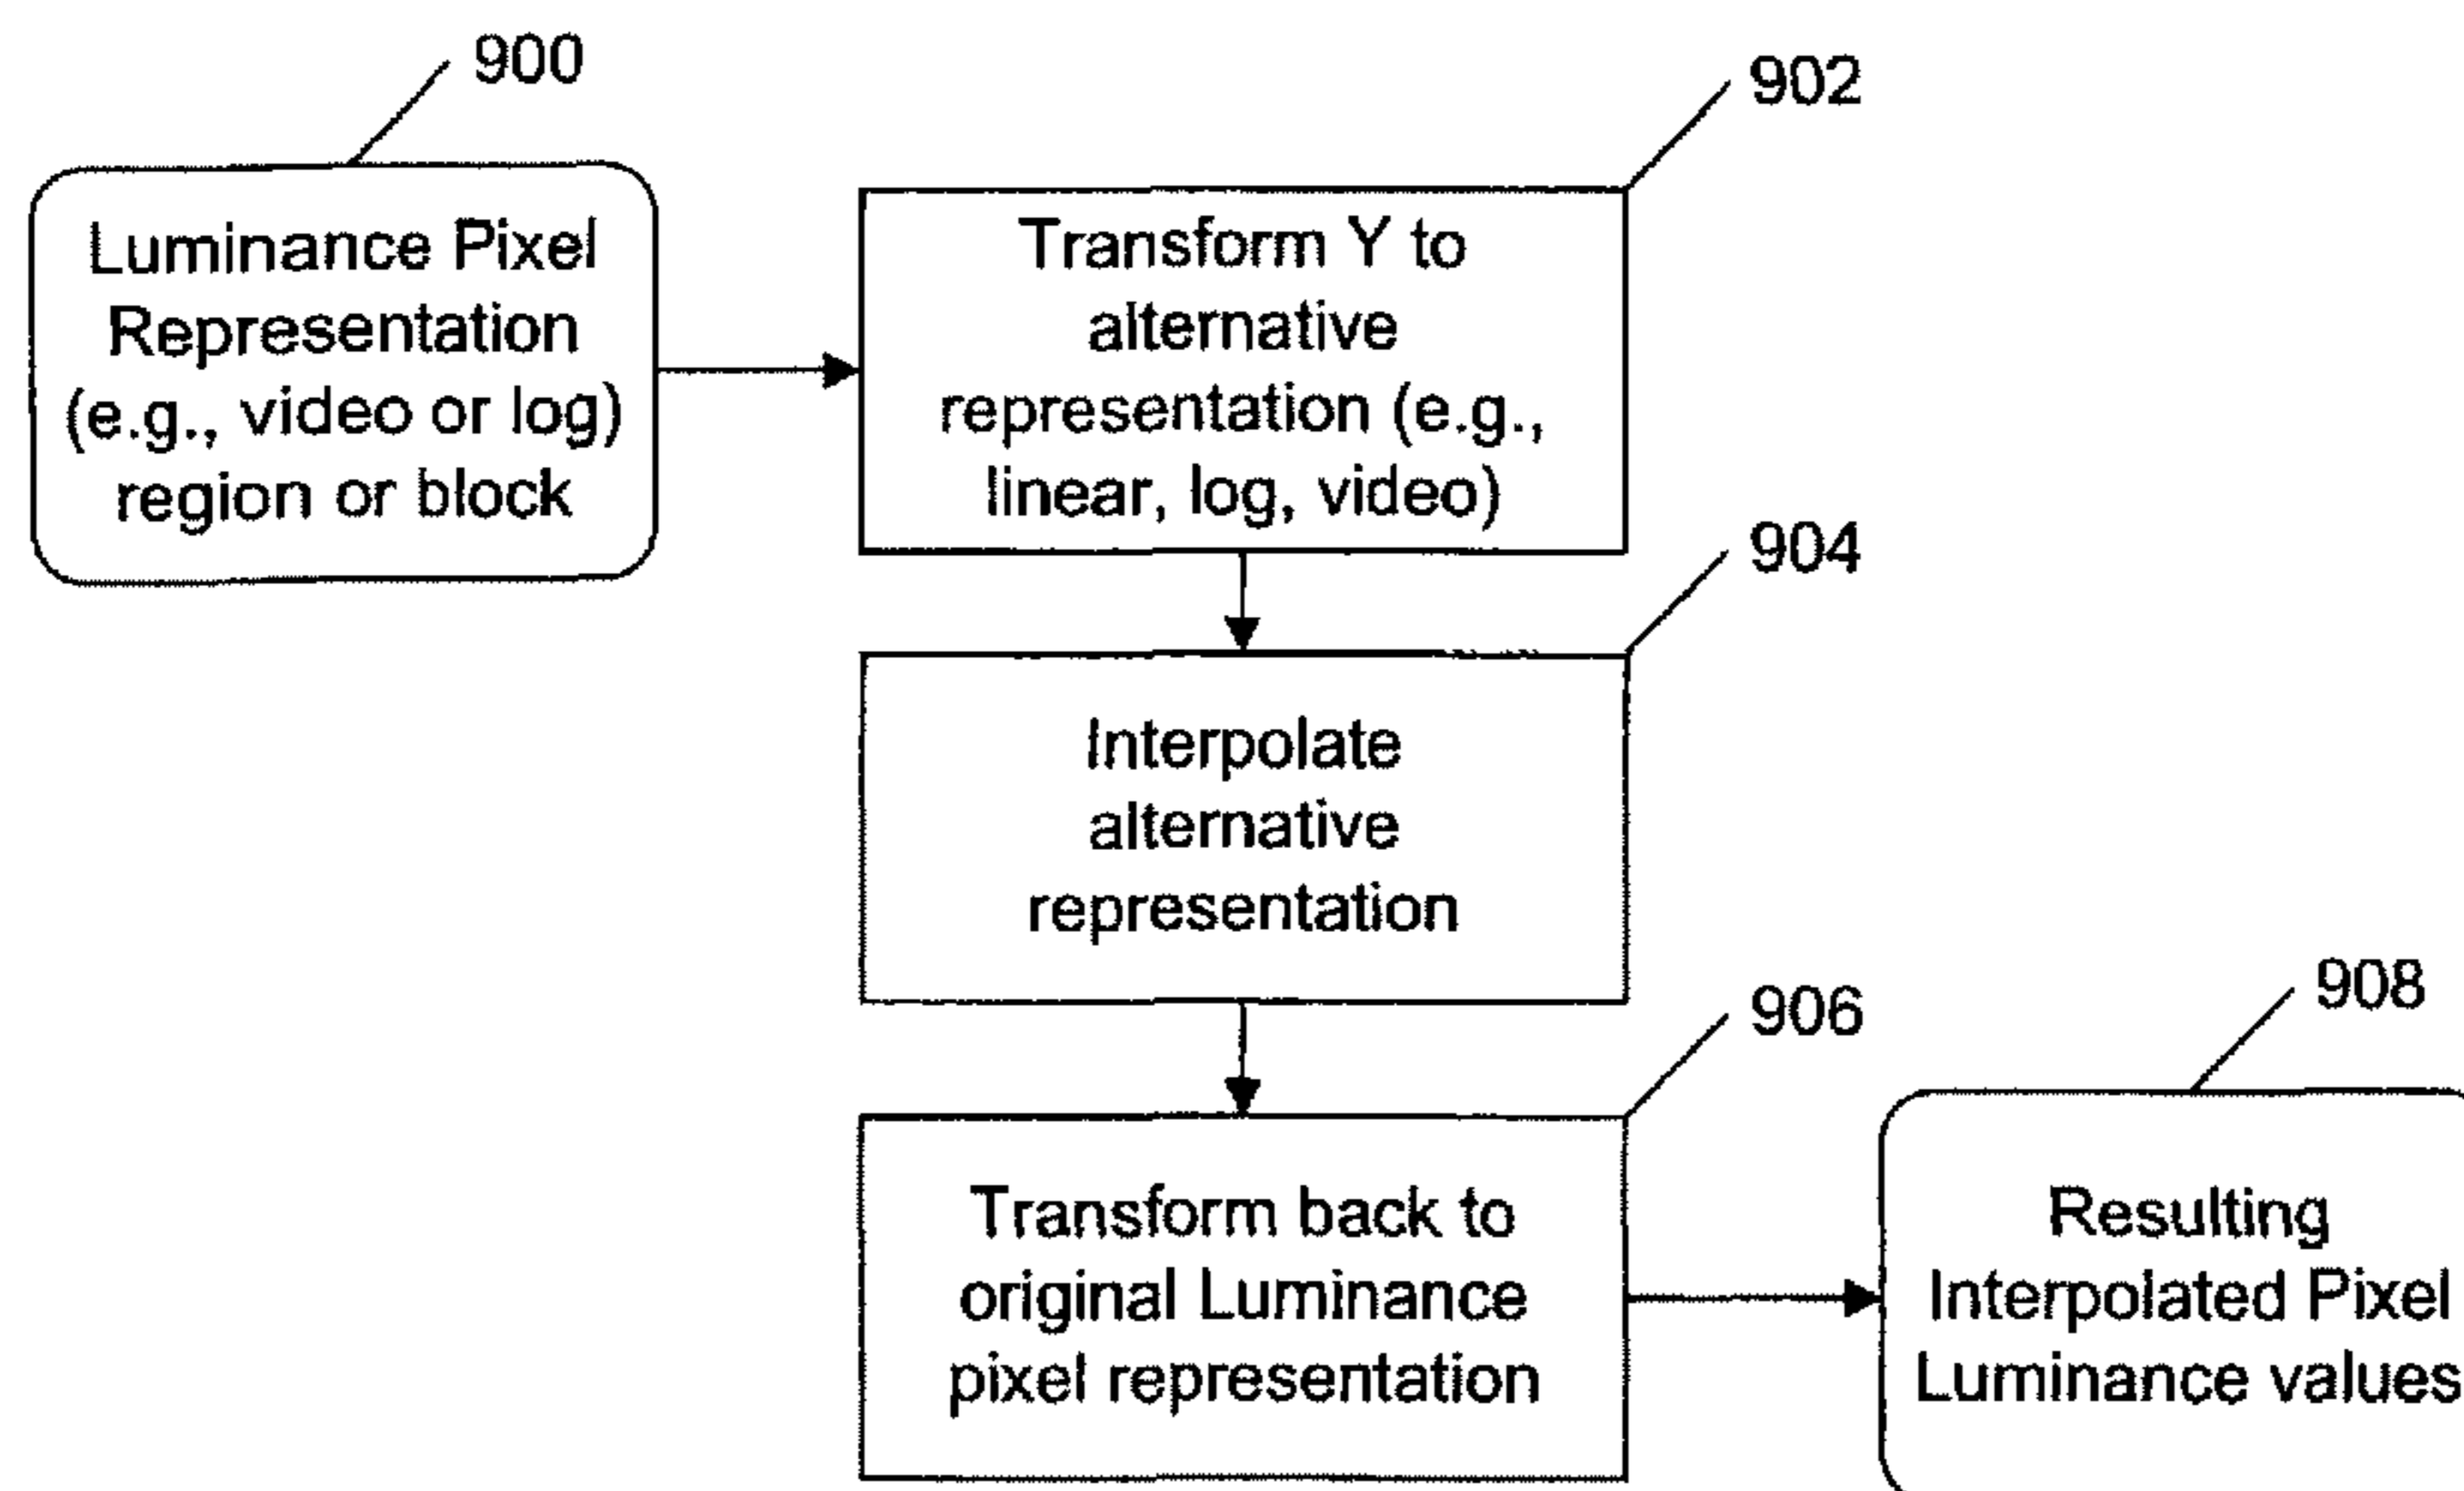 900
Luminance Pixel
Representation
(e.g., video or log)
region or block
902
Transform Y to
alternative
representation (e.g.,
linear, log, video)
904
Interpolate
alternative
representation
906
Transform back to
original Luminance
pixel representation
908
Resulting
Interpolated Pixel
Luminance values